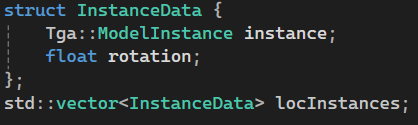 struct InstanceData {
    Tga::ModelInstance instance;
    float rotation;
};
std::vector<InstanceData> locInstances;